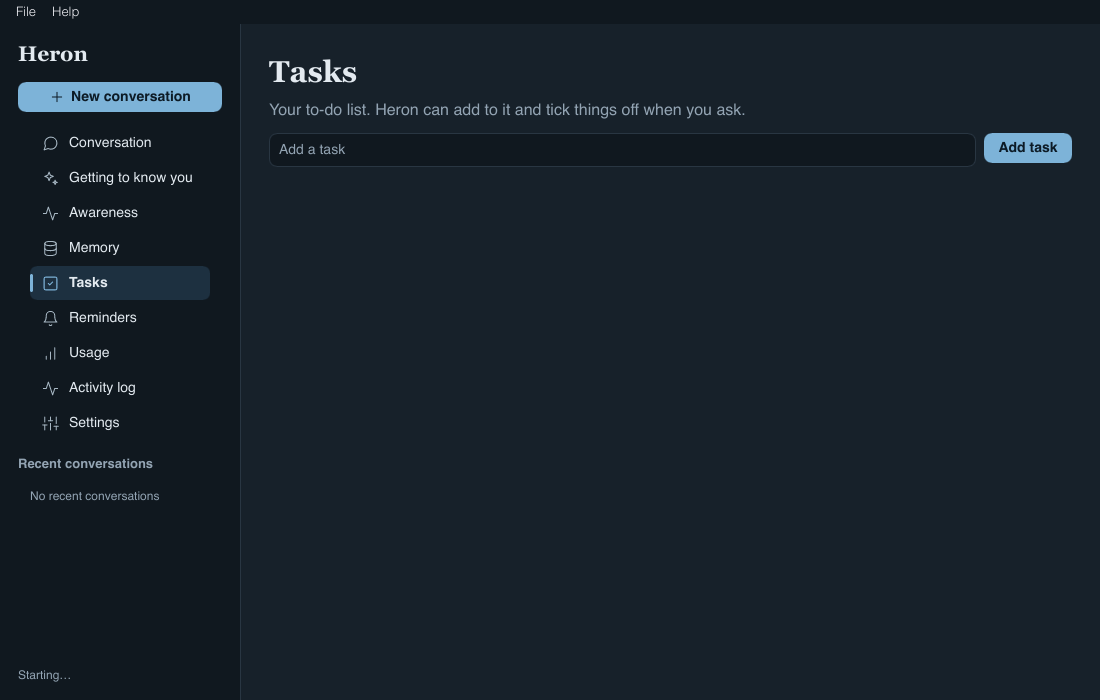 File Help
Heron
New conversation
Conversation
Getting to know you
Awareness
Memory
Tasks
Reminders
Usage
Activity log
Settings
Recent conversations
No recent conversations
Starting…
Tasks
Your to-do list. Heron can add to it and tick things off when you ask.
Add a task
Add task